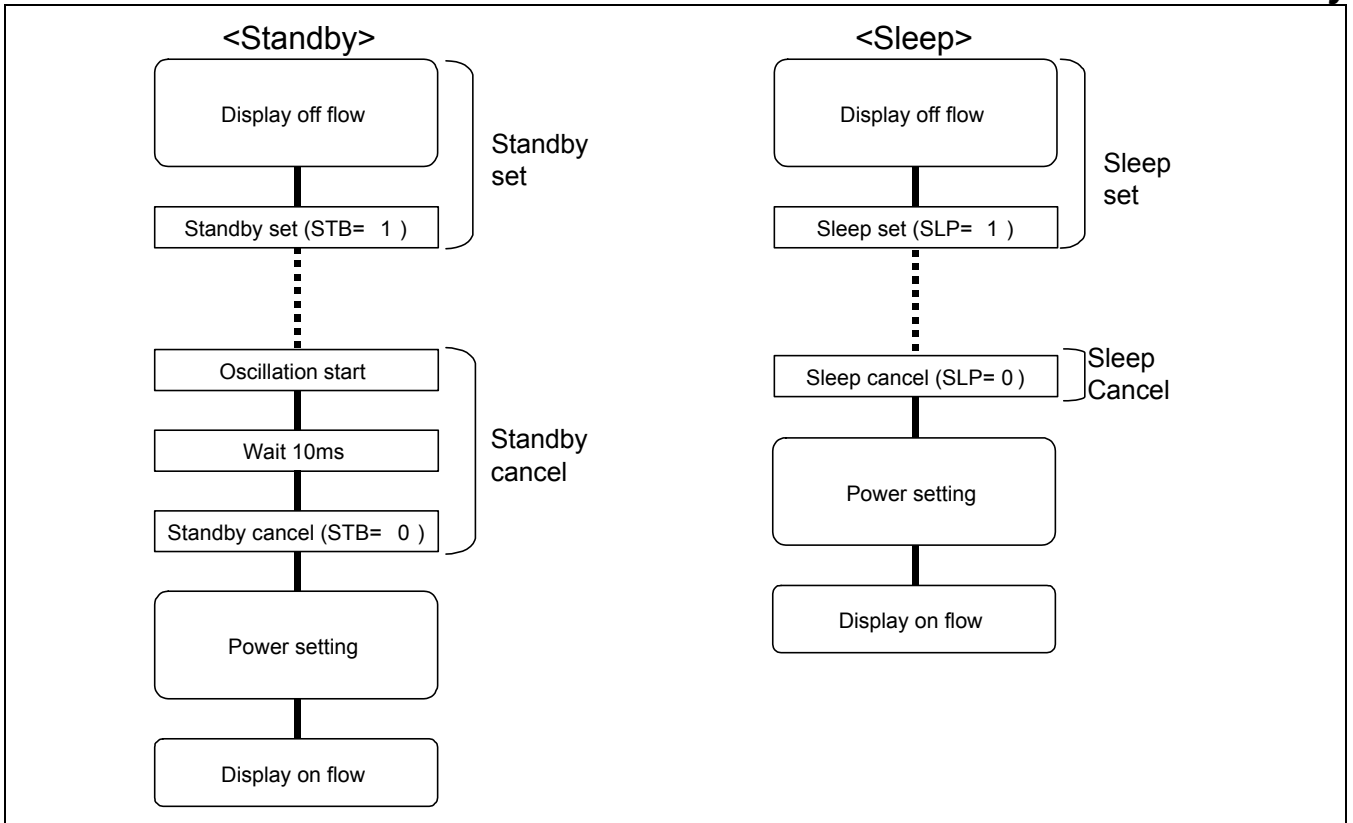 <Standby>
Display off flow
Standby set (STB= 1 )
Standby
set
Oscillation start
Wait 10ms
Standby cancel (STB= 0 )
Standby
cancel
Power setting
Display on flow
<Sleep>
Display off flow
Sleep set (SLP= 1 )
Sleep
set
Sleep cancel (SLP= 0 )
Sleep
Cancel
Power setting
Display on flow